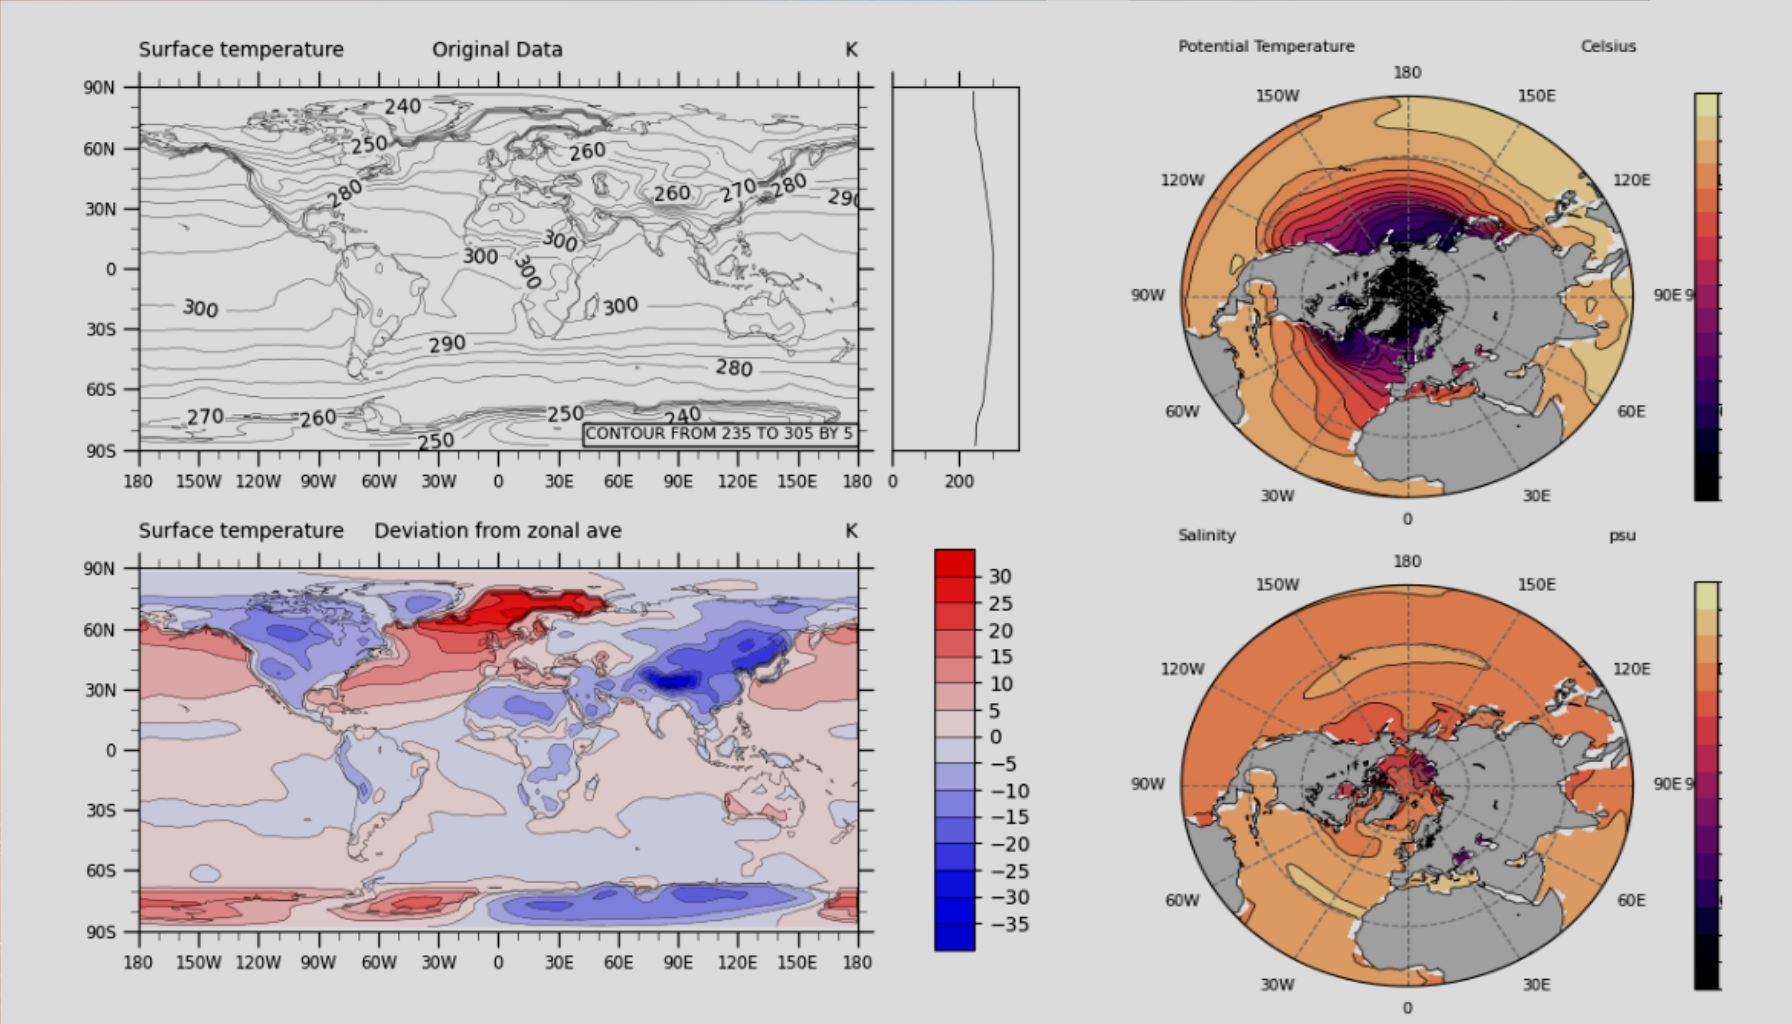 Surface temperature Original Data K
90N
60N
30N
0
30S
60S
90S
240
250
260
280
260
270
280
290
300
300
300
300
300
290
280
270
260
250
240
250
CONTOUR FROM 235 TO 305 BY 5
180 150W 120W 90W 60W 30W 0 30E 60E 90E 120E 150E 180
0 200
Surface temperature Deviation from zonal ave K
90N
60N
30N
0
30S
60S
90S
180 150W 120W 90W 60W 30W 0 30E 60E 90E 120E 150E 180
30
25
20
15
10
5
0
−5
−10
−15
−20
−25
−30
−35
Potential Temperature Celsius
180
150W 150E
120W 120E
90W 90E 9
60W 60E
30W 30E
0
Salinity psu
180
150W 150E
120W 120E
90W 90E 9
60W 60E
30W 30E
0